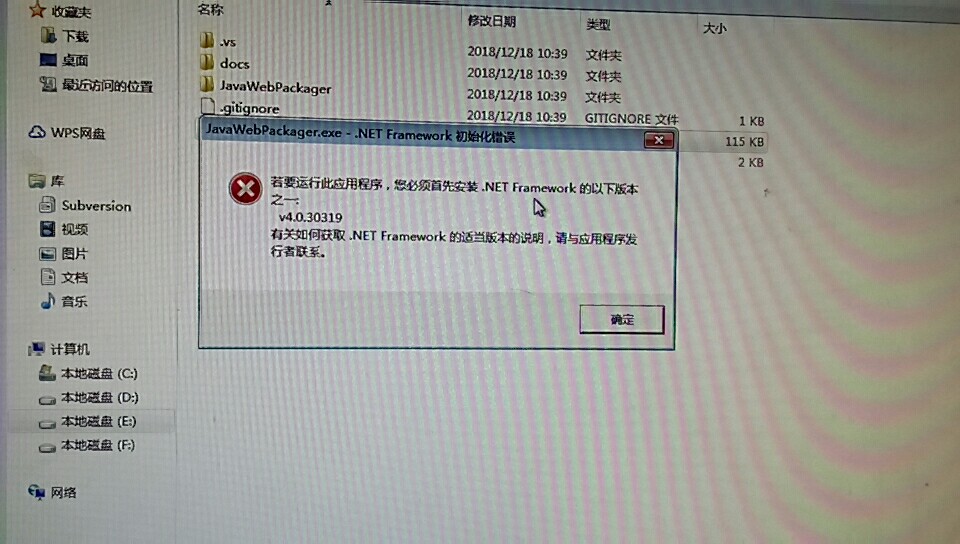 收藏夹
下载
桌面
最近访问的位置
WPS网盘
库
Subversion
视频
图片
文档
音乐
计算机
本地磁盘 (C:)
本地磁盘 (D:)
本地磁盘 (E:)
本地磁盘 (F:)
网络
名称 修改日期 类型 大小
.vs 2018/12/18 10:39 文件夹
docs 2018/12/18 10:39 文件夹
JavaWebPackager 2018/12/18 10:39 文件夹
.gitignore 2018/12/18 10:39 GITIGNORE 文件 1 KB
115 KB
2 KB
JavaWebPackager.exe - .NET Framework 初始化错误
若要运行此应用程序，您必须首先安装 .NET Framework 的以下版本
之一:
v4.0.30319
有关如何获取 .NET Framework 的适当版本的说明，请与应用程序发
行者联系。
确定